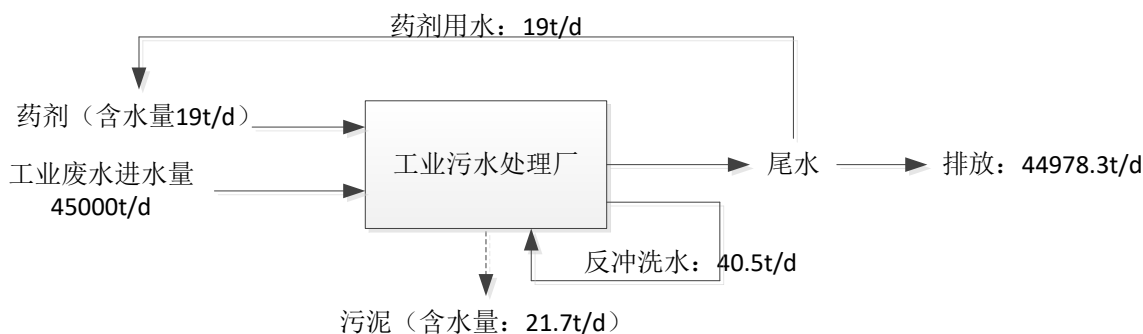 药剂用水：19t/d
药剂（含水量19t/d）
工业废水进水量
45000t/d
工业污水处理厂
尾水
排放：44978.3t/d
反冲洗水：40.5t/d
污泥（含水量：21.7t/d）